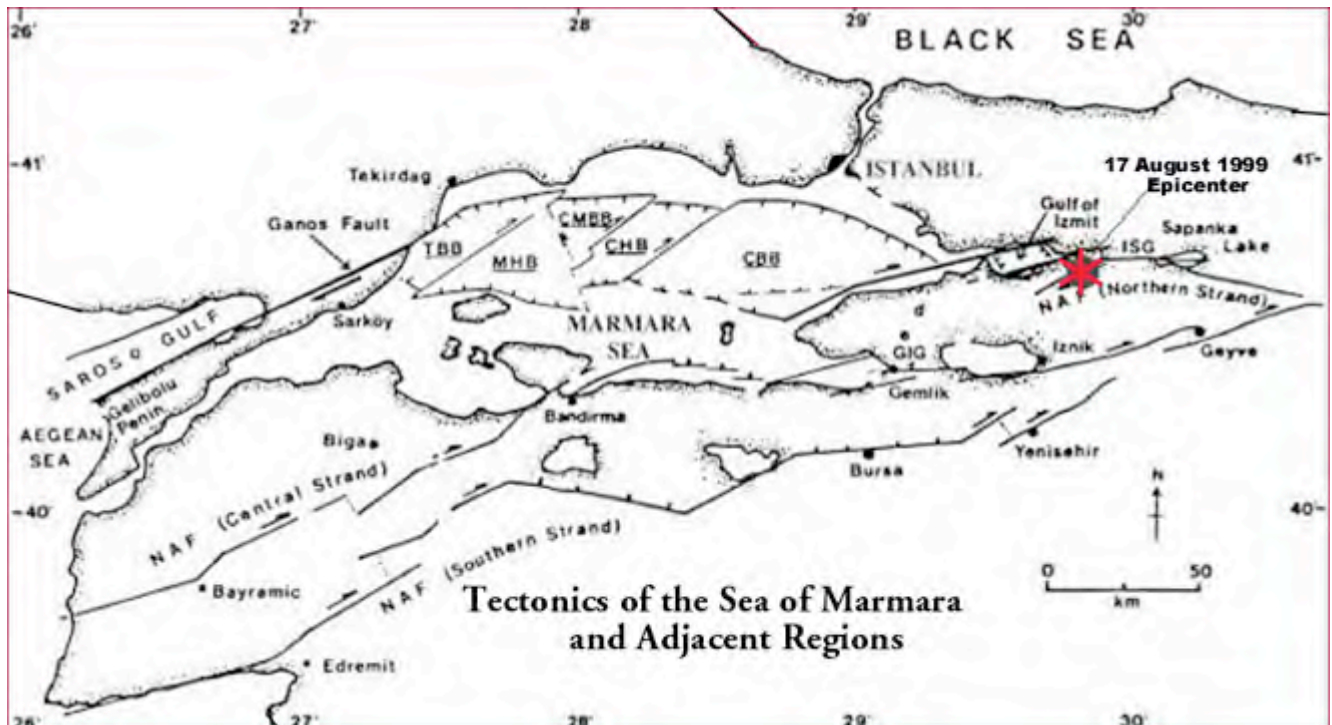 26'
27'
28'
29'
30'
BLACK SEA
41'
41'
17 August 1999
Epicenter
Tekirdag
ISTANBUL
Ganos Fault
Gulf of
Izmit
Sapanka
Lake
ISG
TBB
MHB
CMBB
CHB
CBB
NAF (Northern Strand)
SAROS GULF
Sarköy
MARMARA
SEA
d
GIG
Iznik
Geyve
Gemlik
Gelibolu
Penin.
AEGEAN
SEA
Bandirma
Biga
Bursa
Yenisehir
N
40
40'
NAF (Central Strand)
NAF (Southern Strand)
Bayramic
Edremit
0
50
km
Tectonics of the Sea of Marmara
and Adjacent Regions
26'
27'
28'
29'
30'